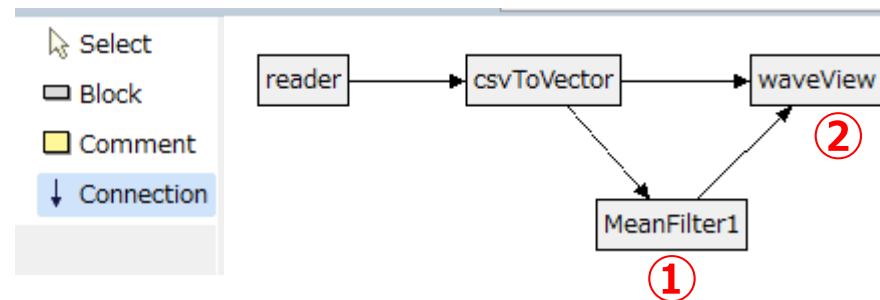 Select
Block
Comment
Connection
reader
csvToVector
waveView
②
MeanFilter1
①